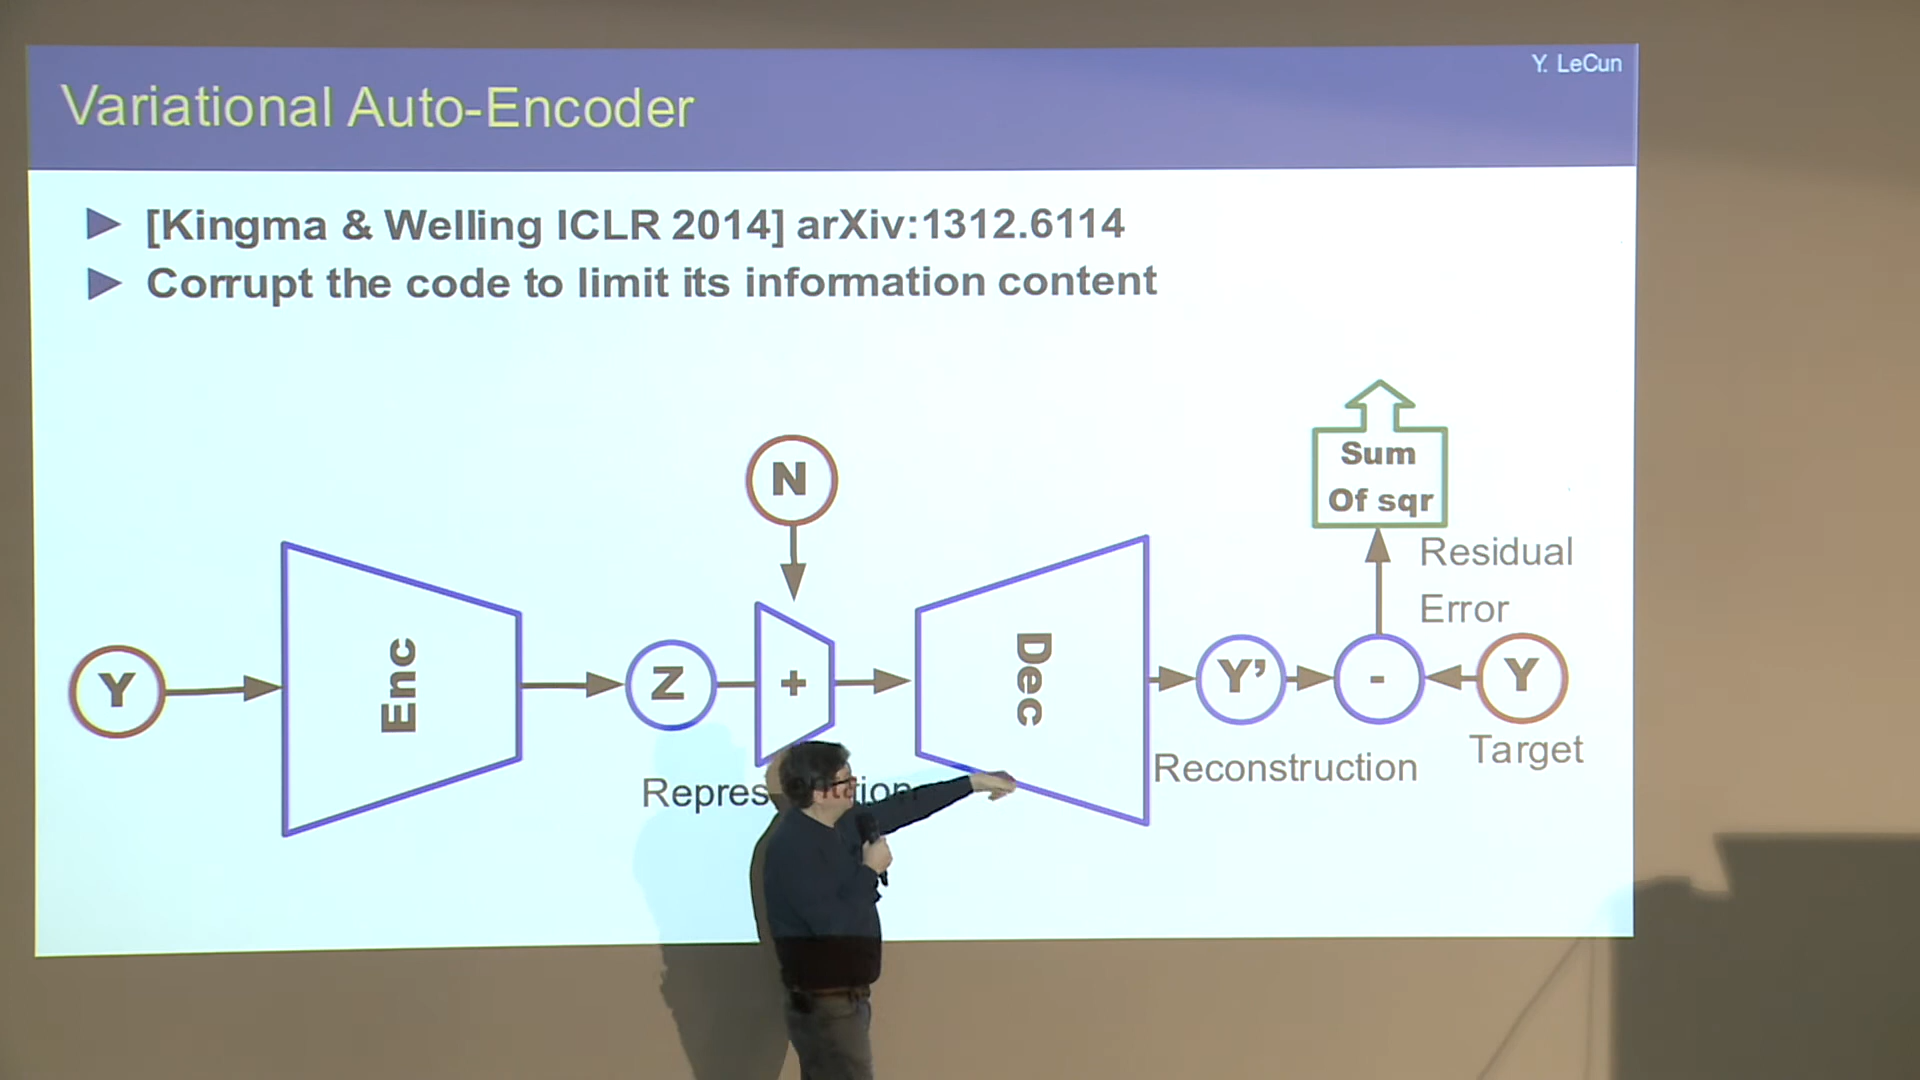 Y. LeCun
Variational Auto-Encoder
[Kingma & Welling ICLR 2014] arXiv:1312.6114
Corrupt the code to limit its information content
N
Sum
Of sqr
Residual
Error
Y
Enc
Z
+
Dec
Y’
-
Y
Target
Reconstruction
Representation